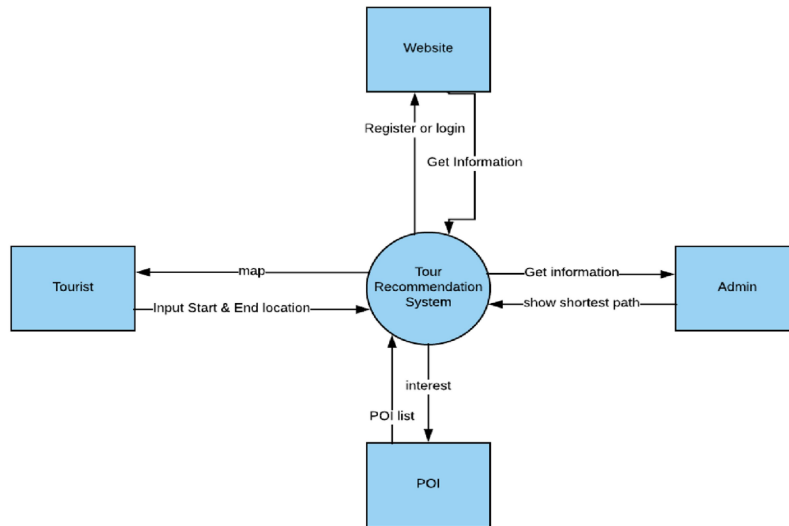 Website
Register or login
Get Information
Tourist
map
Input Start & End location
Tour
Recommendation
System
Get information
show shortest path
Admin
interest
POI list
POI